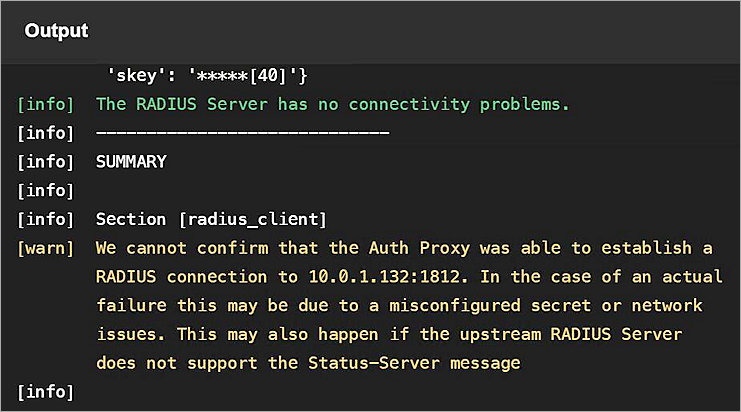 Output
'skey': '*****[40]'}
[info] The RADIUS Server has no connectivity problems.
[info] -----------------------------
[info] SUMMARY
[info]
[info] Section [radius_client]
[warn] We cannot confirm that the Auth Proxy was able to establish a
RADIUS connection to 10.0.1.132:1812. In the case of an actual
failure this may be due to a misconfigured secret or network
issues. This may also happen if the upstream RADIUS Server
does not support the Status-Server message
[info]